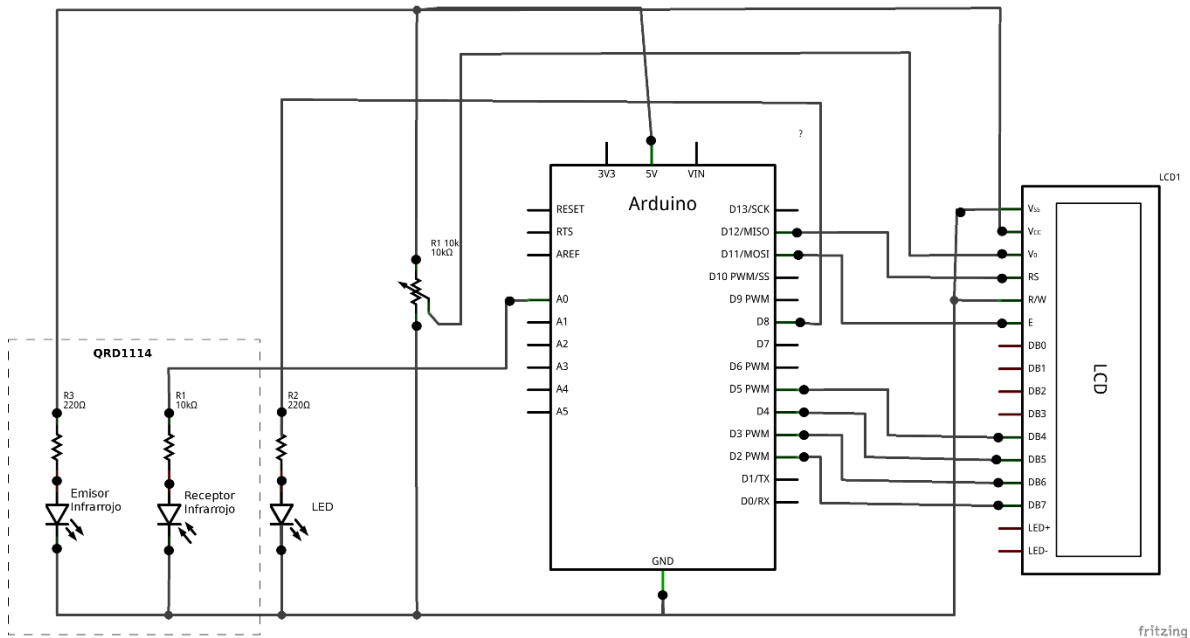 ?
LCD1
3V3
5V
VIN
Arduino
RESET
RTS
AREF
A0
A1
A2
A3
A4
A5
D13/SCK
D12/MISO
D11/MOSI
D10 PWM/SS
D9 PWM
D8
D7
D6 PWM
D5 PWM
D4
D3 PWM
D2 PWM
D1/TX
D0/RX
GND
R1 10k
10kΩ
QRD1114
R3
220Ω
Emisor
Infrarrojo
R1
10kΩ
Receptor
Infrarrojo
R2
220Ω
LED
Vss
Vcc
V0
RS
R/W
E
DB0
DB1
DB2
DB3
DB4
DB5
DB6
DB7
LED+
LED-
LCD
fritzing